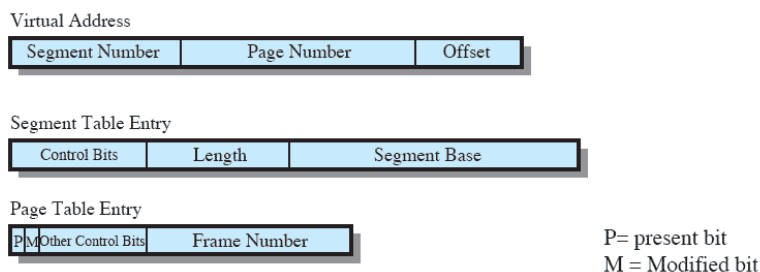 Virtual Address
Segment Number Page Number Offset
Segment Table Entry
Control Bits Length Segment Base
Page Table Entry
P M Other Control Bits Frame Number
P= present bit
M = Modified bit